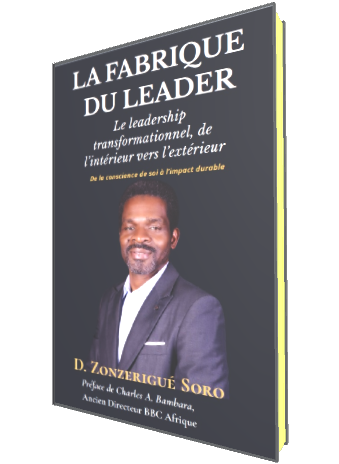 LA FABRIQUE
DU LEADER
Le leadership
transformationnel, de
l'intérieur vers l'extérieur
De la conscience de soi à l'impact durable
D. ZONZERIGUÉ SORO
Préface de Charles A. Bambara,
Ancien Directeur BBC Afrique